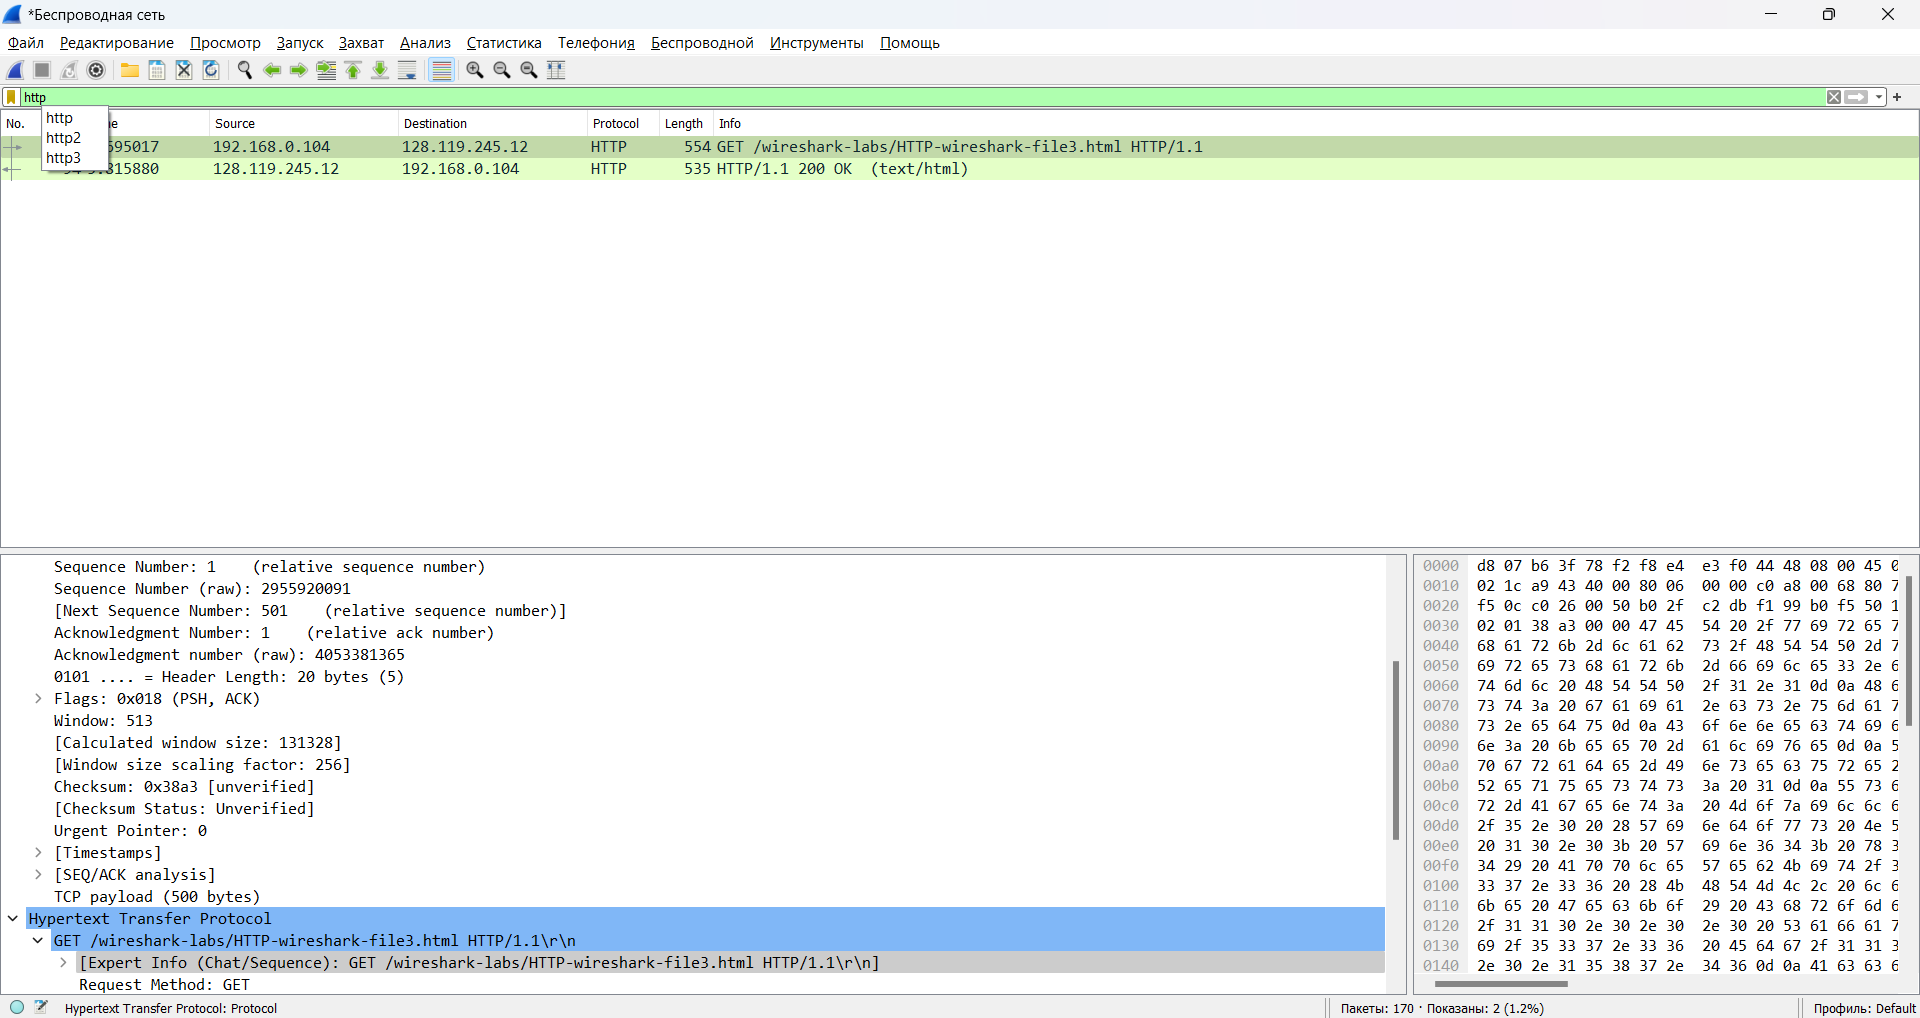 *Беспроводная сеть
Файл Редактирование Просмотр Запуск Захват Анализ Статистика Телефония Беспроводной Инструменты Помощь
http
http
http2
http3
No. Source Destination Protocol Length Info
192.168.0.104 128.119.245.12 HTTP 554 GET /wireshark-labs/HTTP-wireshark-file3.html HTTP/1.1
128.119.245.12 192.168.0.104 HTTP 535 HTTP/1.1 200 OK (text/html)
Sequence Number: 1 (relative sequence number)
Sequence Number (raw): 2955920091
[Next Sequence Number: 501 (relative sequence number)]
Acknowledgment Number: 1 (relative ack number)
Acknowledgment number (raw): 4053381365
0101 .... = Header Length: 20 bytes (5)
Flags: 0x018 (PSH, ACK)
Window: 513
[Calculated window size: 131328]
[Window size scaling factor: 256]
Checksum: 0x38a3 [unverified]
[Checksum Status: Unverified]
Urgent Pointer: 0
[Timestamps]
[SEQ/ACK analysis]
TCP payload (500 bytes)
Hypertext Transfer Protocol
GET /wireshark-labs/HTTP-wireshark-file3.html HTTP/1.1\r\n
[Expert Info (Chat/Sequence): GET /wireshark-labs/HTTP-wireshark-file3.html HTTP/1.1\r\n]
Request Method: GET
0000 d8 07 b6 3f 78 f2 f8 e4 e3 f0 44 48 08 00 45 0
0010 02 1c a9 43 40 00 80 06 00 00 c0 a8 00 68 80 7
0020 f5 0c c0 26 00 50 b0 2f c2 db f1 99 b0 f5 50 1
0030 02 01 38 a3 00 00 47 45 54 20 2f 77 69 72 65 7
0040 68 61 72 6b 2d 6c 61 62 73 2f 48 54 54 50 2d 7
0050 69 72 65 73 68 61 72 6b 2d 66 69 6c 65 33 2e 6
0060 74 6d 6c 20 48 54 54 50 2f 31 2e 31 0d 0a 48 6
0070 73 74 3a 20 67 61 69 61 2e 63 73 2e 75 6d 61 7
0080 73 2e 65 64 75 0d 0a 43 6f 6e 6e 65 63 74 69 6
0090 6e 3a 20 6b 65 65 70 2d 61 6c 69 76 65 0d 0a 5
00a0 70 67 72 61 64 65 2d 49 6e 73 65 63 75 72 65 2
00b0 52 65 71 75 65 73 74 73 3a 20 31 0d 0a 55 73 6
00c0 72 2d 41 67 65 6e 74 3a 20 4d 6f 7a 69 6c 6c 6
00d0 2f 35 2e 30 20 28 57 69 6e 64 6f 77 73 20 4e 5
00e0 20 31 30 2e 30 3b 20 57 69 6e 36 34 3b 20 78 3
00f0 34 29 20 41 70 70 6c 65 57 65 62 4b 69 74 2f 3
0100 33 37 2e 33 36 20 28 4b 48 54 4d 4c 2c 20 6c 6
0110 6b 65 20 47 65 63 6b 6f 29 20 43 68 72 6f 6d 6
0120 2f 31 31 30 2e 30 2e 30 2e 30 20 53 61 66 61 7
0130 69 2f 35 33 37 2e 33 36 20 45 64 67 2f 31 31 3
0140 2e 30 2e 31 35 38 37 2e 34 36 0d 0a 41 63 63 6
Hypertext Transfer Protocol: Protocol
Пакеты: 170 · Показаны: 2 (1.2%)
Профиль: Default